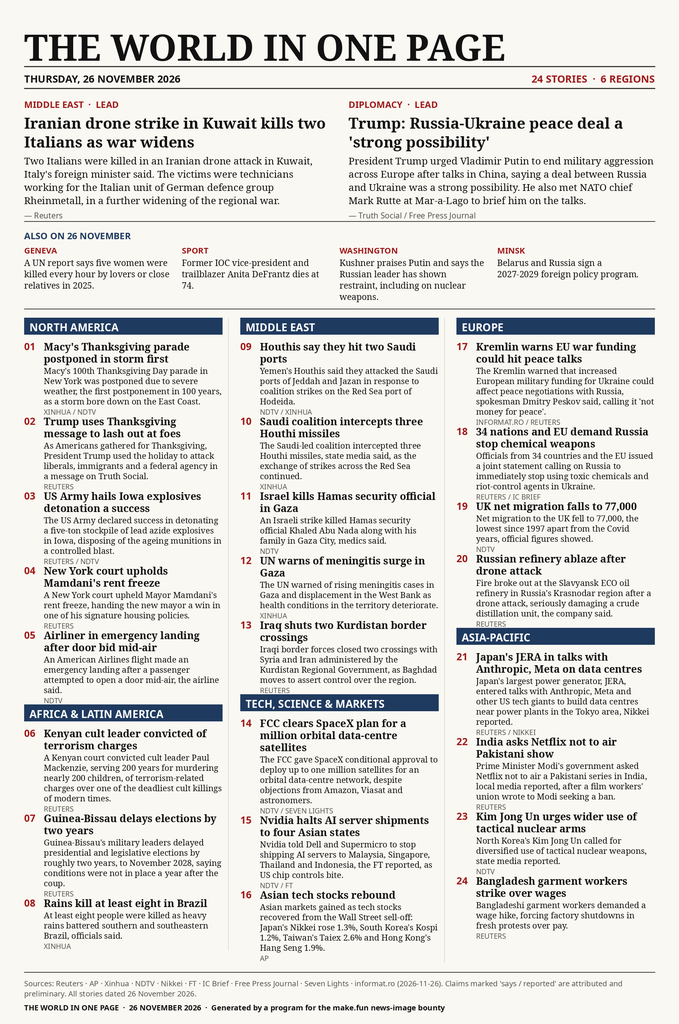 THE WORLD IN ONE PAGE
THURSDAY, 26 NOVEMBER 2026
24 STORIES · 6 REGIONS
MIDDLE EAST · LEAD
Iranian drone strike in Kuwait kills two
Italians as war widens
Two Italians were killed in an Iranian drone attack in Kuwait,
Italy's foreign minister said. The victims were technicians
working for the Italian unit of German defence group
Rheinmetall, in a further widening of the regional war.
— Reuters
DIPLOMACY · LEAD
Trump: Russia-Ukraine peace deal a
'strong possibility'
President Trump urged Vladimir Putin to end military aggression
across Europe after talks in China, saying a deal between Russia
and Ukraine was a strong possibility. He also met NATO chief
Mark Rutte at Mar-a-Lago to brief him on the talks.
— Truth Social / Free Press Journal
ALSO ON 26 NOVEMBER
GENEVA
A UN report says five women were
killed every hour by lovers or close
relatives in 2025.
SPORT
Former IOC vice-president and
trailblazer Anita DeFrantz dies at
74.
WASHINGTON
Kushner praises Putin and says the
Russian leader has shown
restraint, including on nuclear
weapons.
MINSK
Belarus and Russia sign a
2027-2029 foreign policy program.
NORTH AMERICA
01 Macy's Thanksgiving parade
postponed in storm first
Macy's 100th Thanksgiving Day parade in
New York was postponed due to severe
weather, the first postponement in 100 years,
as a storm bore down on the East Coast.
XINHUA / NDTV
02 Trump uses Thanksgiving
message to lash out at foes
As Americans gathered for Thanksgiving,
President Trump used the holiday to attack
liberals, immigrants and a federal agency in
a message on Truth Social.
REUTERS
03 US Army hails Iowa explosives
detonation a success
The US Army declared success in detonating
a five-ton stockpile of lead azide explosives
in Iowa, disposing of the ageing munitions in
a controlled blast.
REUTERS / NDTV
04 New York court upholds
Mamdani's rent freeze
A New York court upheld Mayor Mamdani's
rent freeze, handing the new mayor a win in
one of his signature housing policies.
REUTERS
05 Airliner in emergency landing
after door bid mid-air
An American Airlines flight made an
emergency landing after a passenger
attempted to open a door mid-air, the airline
said.
NDTV
AFRICA & LATIN AMERICA
06 Kenyan cult leader convicted of
terrorism charges
A Kenyan court convicted cult leader Paul
Mackenzie, serving 200 years for murdering
nearly 200 children, of terrorism-related
charges over one of the deadliest cult killings
of modern times.
REUTERS
07 Guinea-Bissau delays elections by
two years
Guinea-Bissau's military leaders delayed
presidential and legislative elections by
roughly two years, to November 2028, saying
conditions were not in place a year after the
coup.
REUTERS
08 Rains kill at least eight in Brazil
At least eight people were killed as heavy
rains battered southern and southeastern
Brazil, officials said.
XINHUA
MIDDLE EAST
09 Houthis say they hit two Saudi
ports
Yemen's Houthis said they attacked the Saudi
ports of Jeddah and Jazan in response to
coalition strikes on the Red Sea port of
Hodeida.
NDTV / XINHUA
10 Saudi coalition intercepts three
Houthi missiles
The Saudi-led coalition intercepted three
Houthi missiles, state media said, as the
exchange of strikes across the Red Sea
continued.
XINHUA
11 Israel kills Hamas security official
in Gaza
An Israeli strike killed Hamas security
official Khaled Abu Nada along with his
family in Gaza City, medics said.
NDTV
12 UN warns of meningitis surge in
Gaza
The UN warned of rising meningitis cases in
Gaza and displacement in the West Bank as
health conditions in the territory deteriorate.
XINHUA
13 Iraq shuts two Kurdistan border
crossings
Iraqi border forces closed two crossings with
Syria and Iran administered by the
Kurdistan Regional Government, as Baghdad
moves to assert control over the region.
REUTERS
TECH, SCIENCE & MARKETS
14 FCC clears SpaceX plan for a
million orbital data-centre
satellites
The FCC gave SpaceX conditional approval to
deploy up to one million satellites for an
orbital data-centre network, despite
objections from Amazon, Viasat and
astronomers.
NDTV / SEVEN LIGHTS
15 Nvidia halts AI server shipments
to four Asian states
Nvidia told Dell and Supermicro to stop
shipping AI servers to Malaysia, Singapore,
Thailand and Indonesia, the FT reported, as
US chip controls bite.
NDTV / FT
16 Asian tech stocks rebound
Asian markets gained as tech stocks
recovered from the Wall Street sell-off:
Japan's Nikkei rose 1.3%, South Korea's Kospi
1.2%, Taiwan's Taiex 2.6% and Hong Kong's
Hang Seng 1.9%.
AP
EUROPE
17 Kremlin warns EU war funding
could hit peace talks
The Kremlin warned that increased
European military funding for Ukraine could
affect peace negotiations with Russia,
spokesman Dmitry Peskov said, calling it 'not
money for peace'.
INFORMAT.RO / REUTERS
18 34 nations and EU demand Russia
stop chemical weapons
Officials from 34 countries and the EU issued
a joint statement calling on Russia to
immediately stop using toxic chemicals and
riot-control agents in Ukraine.
REUTERS / IC BRIEF
19 UK net migration falls to 77,000
Net migration to the UK fell to 77,000, the
lowest since 1997 apart from the Covid
years, official figures showed.
NDTV
20 Russian refinery ablaze after
drone attack
Fire broke out at the Slavyansk ECO oil
refinery in Russia's Krasnodar region after a
drone attack, seriously damaging a crude
distillation unit, the company said.
REUTERS
ASIA-PACIFIC
21 Japan's JERA in talks with
Anthropic, Meta on data centres
Japan's largest power generator, JERA,
entered talks with Anthropic, Meta and
other US tech giants to build data centres
near power plants in the Tokyo area, Nikkei
reported.
REUTERS / NIKKEI
22 India asks Netflix not to air
Pakistani show
Prime Minister Modi's government asked
Netflix not to air a Pakistani series in India,
local media reported, after a film workers'
union wrote to Modi seeking a ban.
REUTERS
23 Kim Jong Un urges wider use of
tactical nuclear arms
North Korea's Kim Jong Un called for
diversified use of tactical nuclear weapons,
state media reported.
NDTV
24 Bangladesh garment workers
strike over wages
Bangladeshi garment workers demanded a
wage hike, forcing factory shutdowns in
fresh protests over pay.
REUTERS
Sources: Reuters · AP · Xinhua · NDTV · Nikkei · FT · IC Brief · Free Press Journal · Seven Lights · informat.ro (2026-11-26). Claims marked 'says / reported' are attributed and
preliminary. All stories dated 26 November 2026.
THE WORLD IN ONE PAGE · 26 NOVEMBER 2026 · Generated by a program for the make.fun news-image bounty